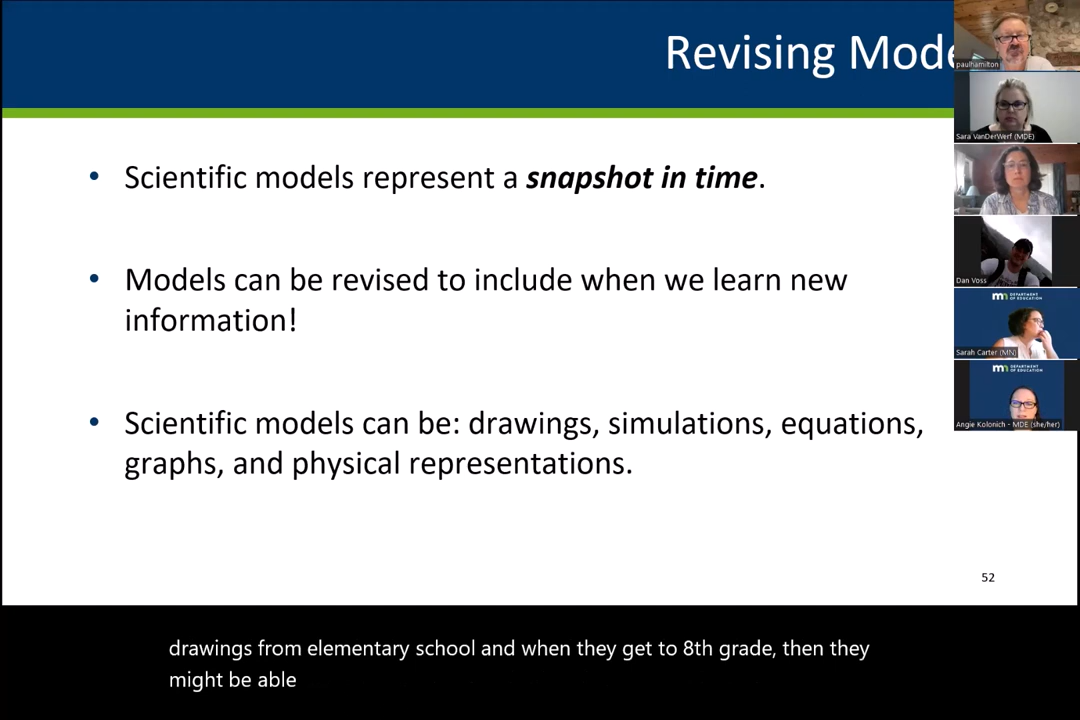 Revising Mode
• Scientific models represent a snapshot in time.
• Models can be revised to include when we learn new
information!
• Scientific models can be: drawings, simulations, equations,
graphs, and physical representations.
52
paulhamilton
Sara VanDerWerf (MDE)
Dan Voss
mn DEPARTMENT
OF EDUCATION
Sarah Carter (MN)
mn DEPARTMENT
OF EDUCATION
Angie Kolonich - MDE (she/her)
drawings from elementary school and when they get to 8th grade, then they
might be able